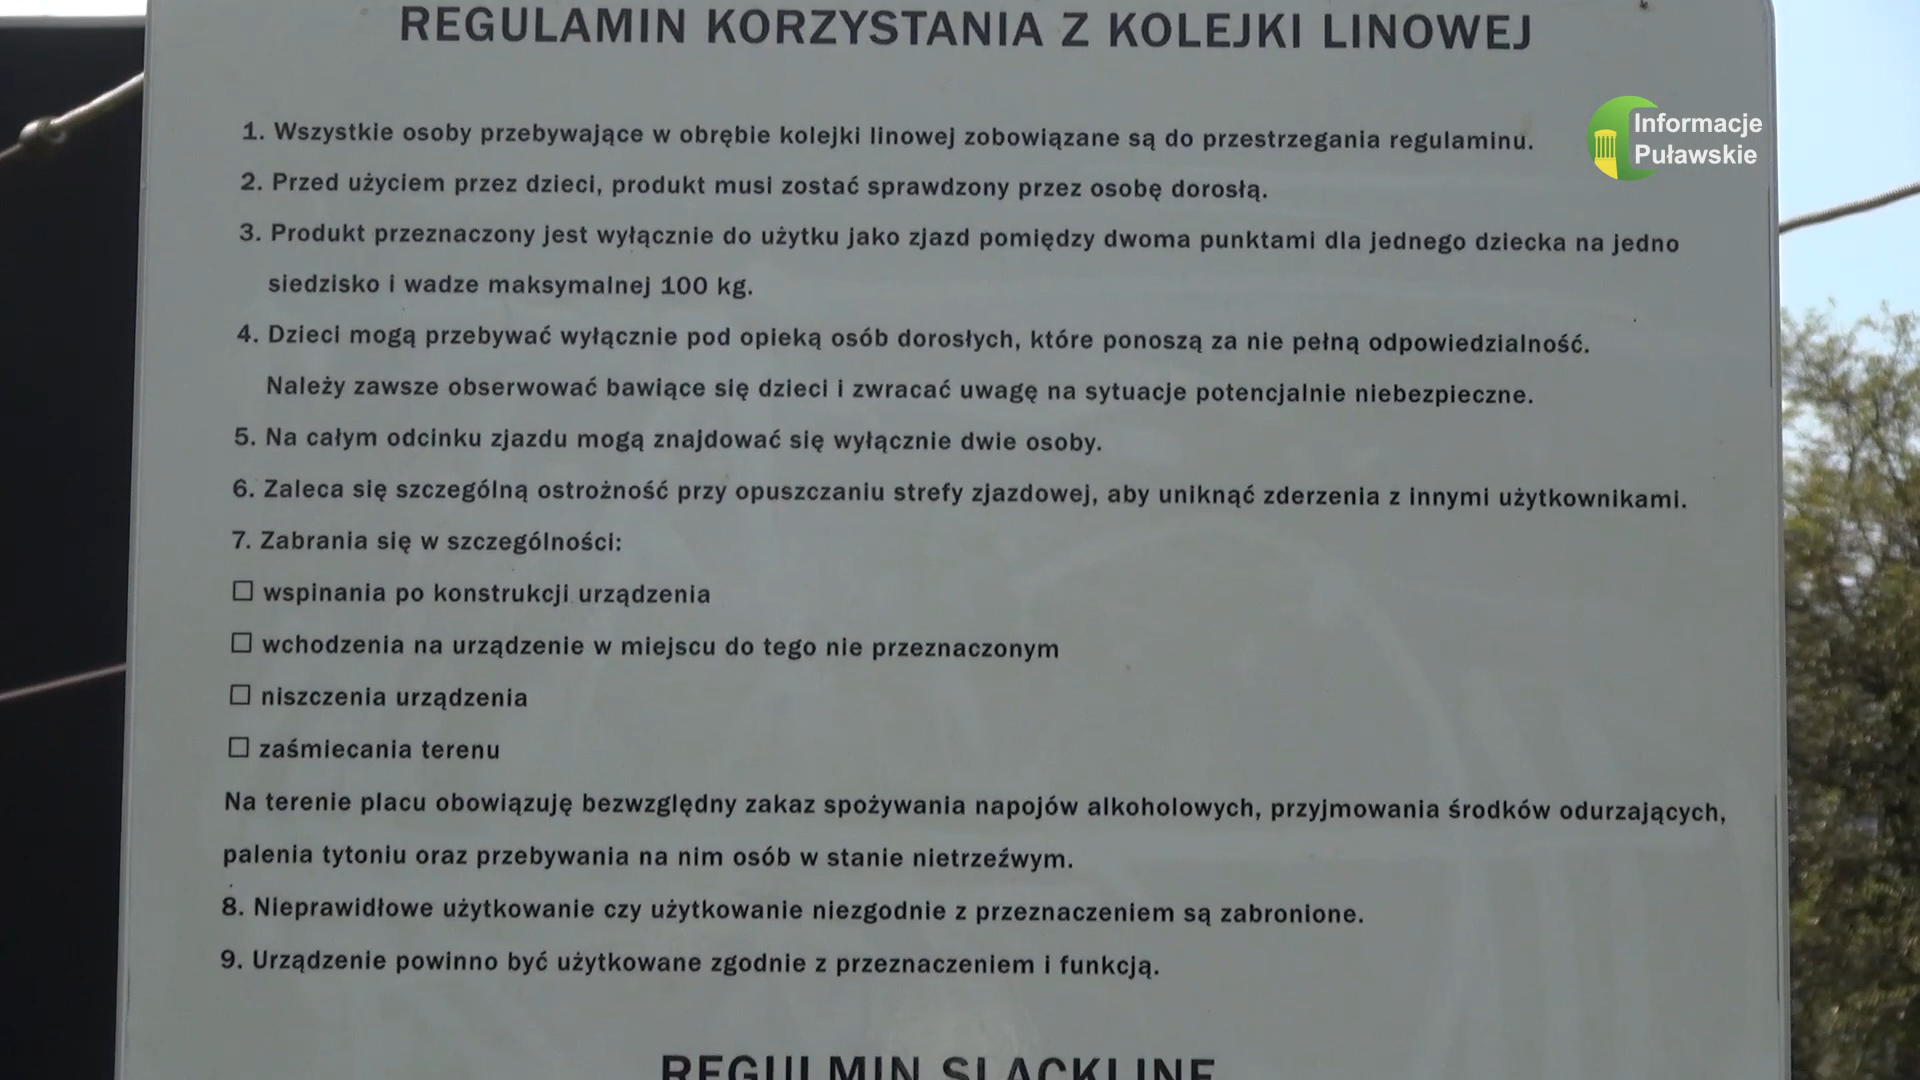 REGULAMIN KORZYSTANIA Z KOLEJKI LINOWEJ
Informacje
Puławskie
1. Wszystkie osoby przebywające w obrębie kolejki linowej zobowiązane są do przestrzegania regulaminu.
2. Przed użyciem przez dzieci, produkt musi zostać sprawdzony przez osobę dorosłą.
3. Produkt przeznaczony jest wyłącznie do użytku jako zjazd pomiędzy dwoma punktami dla jednego dziecka na jedno
siedzisko i wadze maksymalnej 100 kg.
4. Dzieci mogą przebywać wyłącznie pod opieką osób dorosłych, które ponoszą za nie pełną odpowiedzialność.
Należy zawsze obserwować bawiące się dzieci i zwracać uwagę na sytuacje potencjalnie niebezpieczne.
5. Na całym odcinku zjazdu mogą znajdować się wyłącznie dwie osoby.
6. Zaleca się szczególną ostrożność przy opuszczaniu strefy zjazdowej, aby uniknąć zderzenia z innymi użytkownikami.
7. Zabrania się w szczególności:
☐ wspinania po konstrukcji urządzenia
☐ wchodzenia na urządzenie w miejscu do tego nie przeznaczonym
☐ niszczenia urządzenia
☐ zaśmiecania terenu
Na terenie placu obowiązuję bezwzględny zakaz spożywania napojów alkoholowych, przyjmowania środków odurzających,
palenia tytoniu oraz przebywania na nim osób w stanie nietrzeźwym.
8. Nieprawidłowe użytkowanie czy użytkowanie niezgodnie z przeznaczeniem są zabronione.
9. Urządzenie powinno być użytkowane zgodnie z przeznaczeniem i funkcją.
REGULMIN SLACKLINE